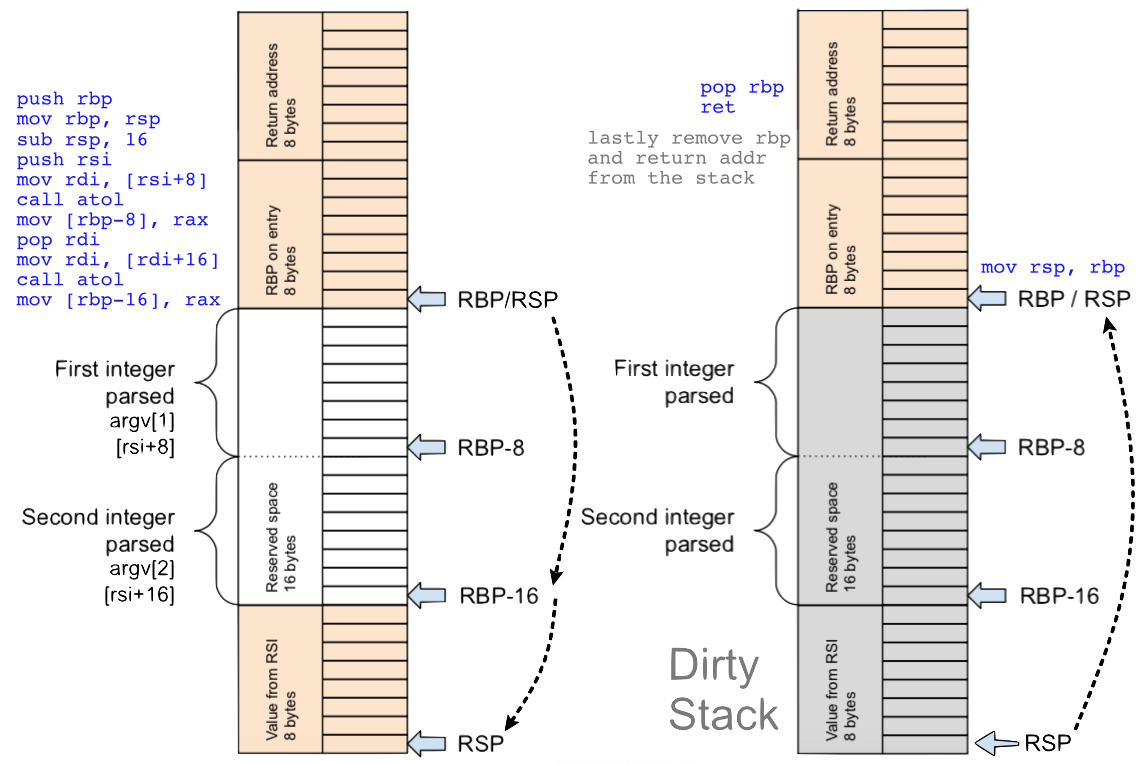 push rbp
mov rbp, rsp
sub rsp, 16
push rsi
mov rdi, [rsi+8]
call atol
mov [rbp-8], rax
pop rdi
mov rdi, [rdi+16]
call atol
mov [rbp-16], rax
Return address
8 bytes
RBP on entry
8 bytes
RBP/RSP
First integer
parsed
argv[1]
[rsi+8]
RBP-8
Second integer
parsed
argv[2]
[rsi+16]
Reserved space
16 bytes
RBP-16
Value from RSI
8 bytes
RSP
pop rbp
ret
lastly remove rbp
and return addr
from the stack
Return address
8 bytes
RBP on entry
8 bytes
mov rsp, rbp
RBP / RSP
First integer
parsed
RBP-8
Second integer
parsed
Reserved space
16 bytes
RBP-16
Dirty
Stack
Value from RSI
8 bytes
RSP